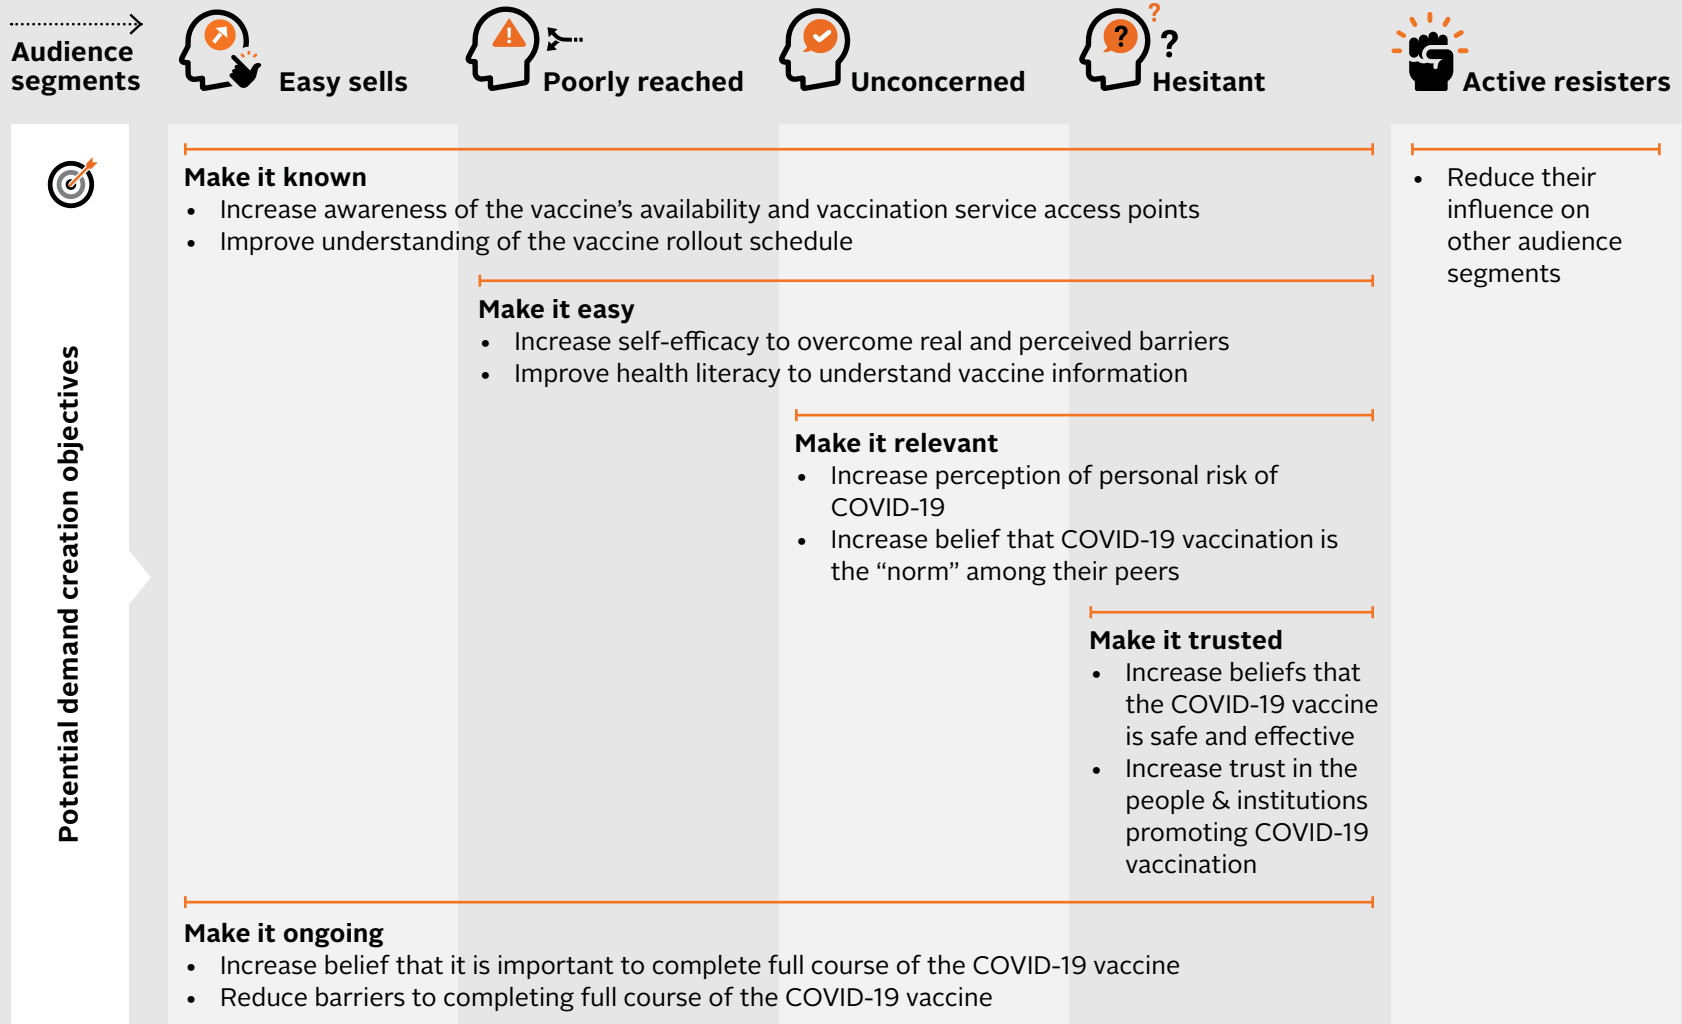 Audience
segments
Easy sells
Poorly reached
Unconcerned
? ?
? Hesitant
Active resisters
Potential demand creation objectives
Make it known
• Increase awareness of the vaccine’s availability and vaccination service access points
• Improve understanding of the vaccine rollout schedule
• Reduce their
influence on
other audience
segments
Make it easy
• Increase self-efficacy to overcome real and perceived barriers
• Improve health literacy to understand vaccine information
Make it relevant
• Increase perception of personal risk of
COVID-19
• Increase belief that COVID-19 vaccination is
the “norm” among their peers
Make it trusted
• Increase beliefs that
the COVID-19 vaccine
is safe and effective
• Increase trust in the
people & institutions
promoting COVID-19
vaccination
Make it ongoing
• Increase belief that it is important to complete full course of the COVID-19 vaccine
• Reduce barriers to completing full course of the COVID-19 vaccine